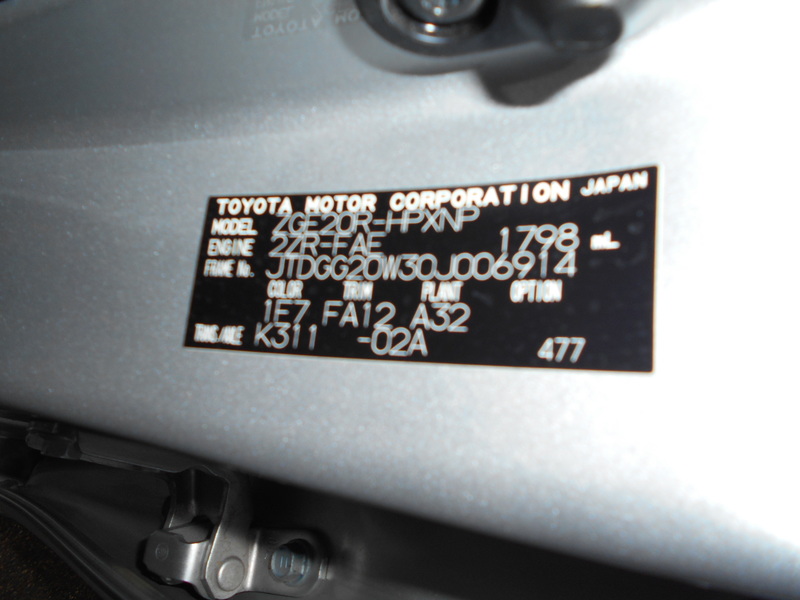 TOYOTA MOTOR CORPORATION JAPAN
MODEL ZGE20R-HPXNP
ENGINE 2ZR-FAE 1798 mL
FRAME No. JTDGG20W30J006914
COLOR TRIM PLANT OPTION
1E7 FA12 A32
TRANS/AXLE K311 -02A 477